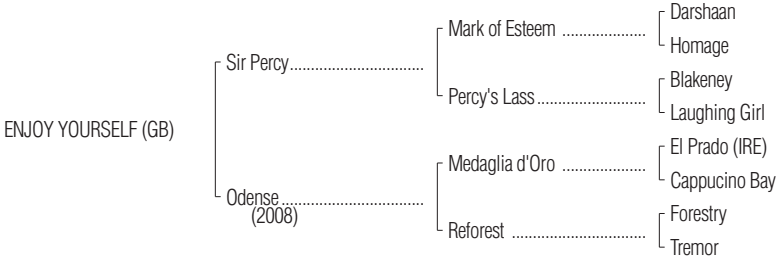 Darshaan
Mark of Esteem ....................
Homage
Sir Percy................................
Blakeney
Percy's Lass..........................
Laughing Girl
ENJOY YOURSELF (GB)
El Prado (IRE)
Medaglia d'Oro ....................
Cappucino Bay
Odense..................................
(2008)
Forestry
Reforest ................................
Tremor